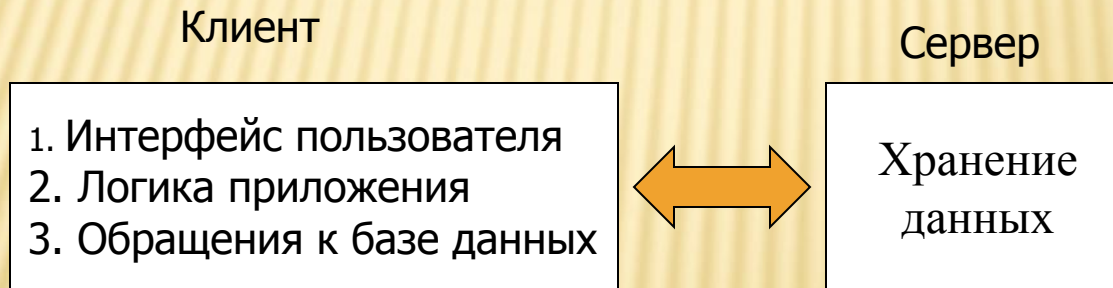 Клиент
Сервер
1. Интерфейс пользователя
2. Логика приложения
3. Обращения к базе данных
Хранение
данных